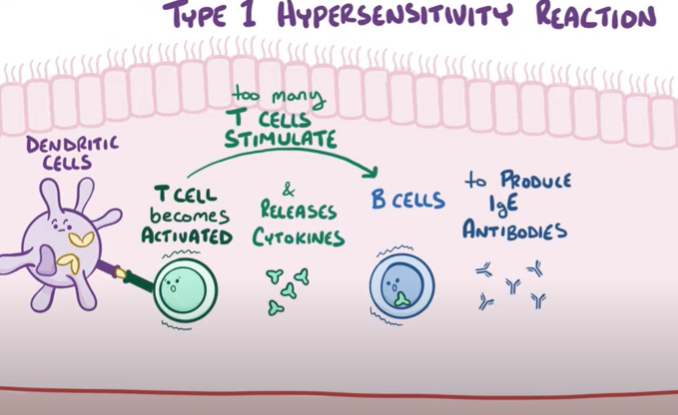 TYPE 1 HYPERSENSITIVITY REACTION
too many
T CELLS
STIMULATE
DENDRITIC
CELLS
T CELL
becomes
ACTIVATED
&
RELEASES
CYTOKINES
B CELLS
to PRODUCE
IgE
ANTIBODIES